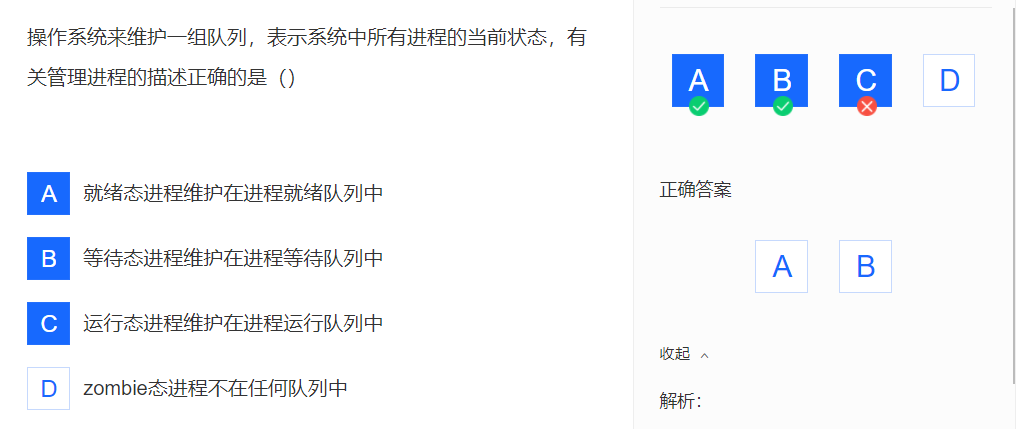 操作系统来维护一组队列，表示系统中所有进程的当前状态，有
关管理进程的描述正确的是（）
A 就绪态进程维护在进程就绪队列中
B 等待态进程维护在进程等待队列中
C 运行态进程维护在进程运行队列中
D zombie态进程不在任何队列中
A B C D
正确答案
A B
收起
解析：